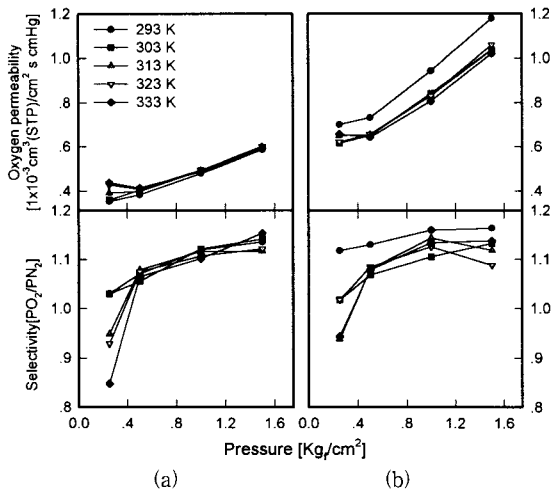 Oxygen permeability
[1x10⁻³cm³(STP)/cm² s cmHg]
1.2
1.0
.8
.6
.4
1.2
293 K
303 K
313 K
323 K
333 K
1.2
1.0
.8
.6
.4
1.2
Selectivity[PO₂/PN₂]
1.1
1.0
.9
.8
1.1
1.0
.9
.8
0.0 .4 .8 1.2 1.6
0.0 .4 .8 1.2 1.6
Pressure [Kg_f/cm²]
(a) (b)